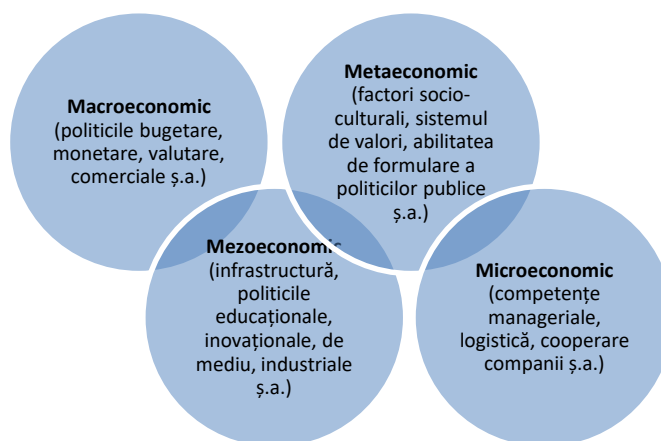 Macroeconomic
(politicile bugetare,
monetare, valutare,
comerciale ș.a.)
Metaeconomic
(factori socio-
culturali, sistemul
de valori, abilitatea
de formulare a
politicilor publice
ș.a.)
Mezoeconomic
(infrastructură,
politicile
educaționale,
inovaționale, de
mediu, industriale
ș.a.)
Microeconomic
(competențe
manageriale,
logistică, cooperare
companii ș.a.)